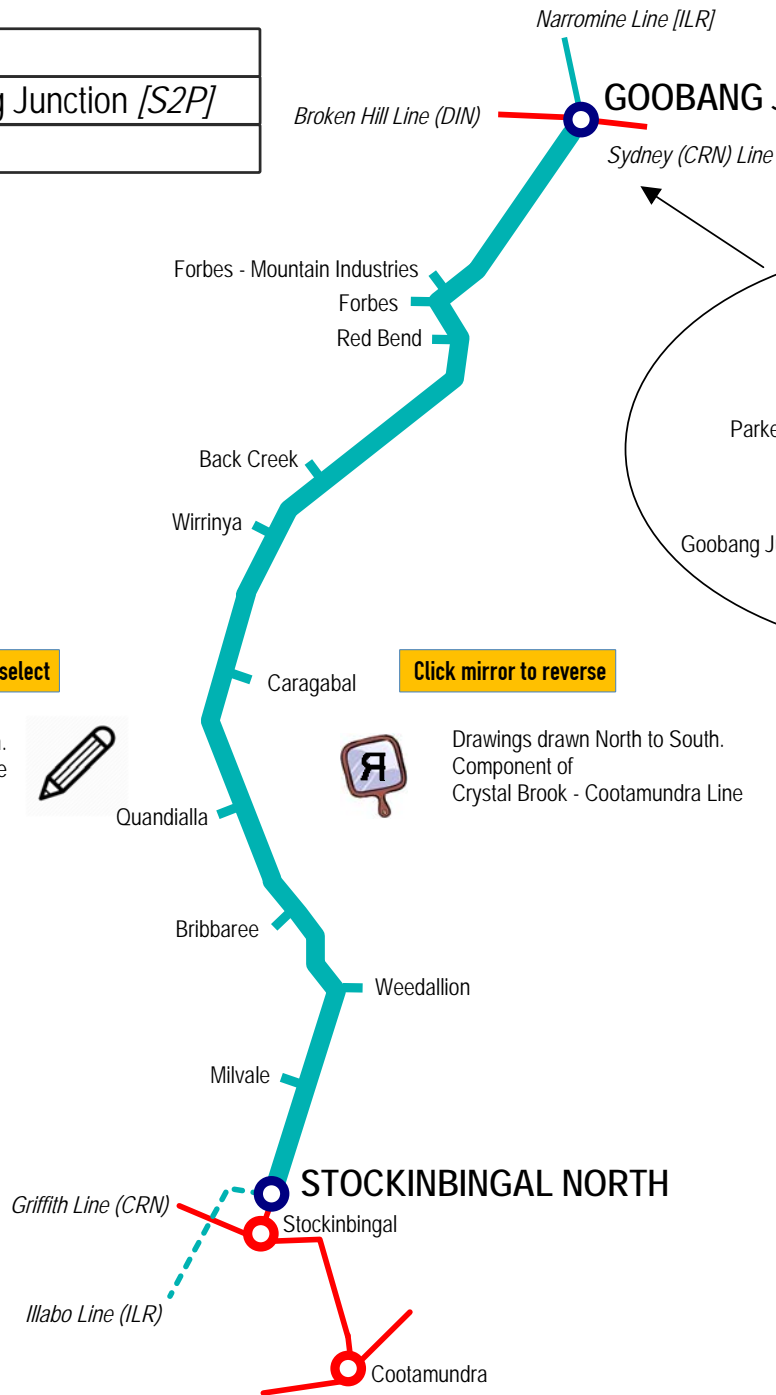 Narromine Line [ILR]
g Junction [S2P]
GOOBANG J
Broken Hill Line (DIN)
Sydney (CRN) Line
Forbes - Mountain Industries
Forbes
Red Bend
Parke
Back Creek
Wirrinya
Goobang J
select
Click mirror to reverse
Caragabal
.
e
Drawings drawn North to South.
Component of
Crystal Brook - Cootamundra Line
Я
Quandialla
Bribbaree
Weedallion
Milvale
STOCKINBINGAL NORTH
Griffith Line (CRN)
Stockinbingal
Illabo Line (ILR)
Cootamundra